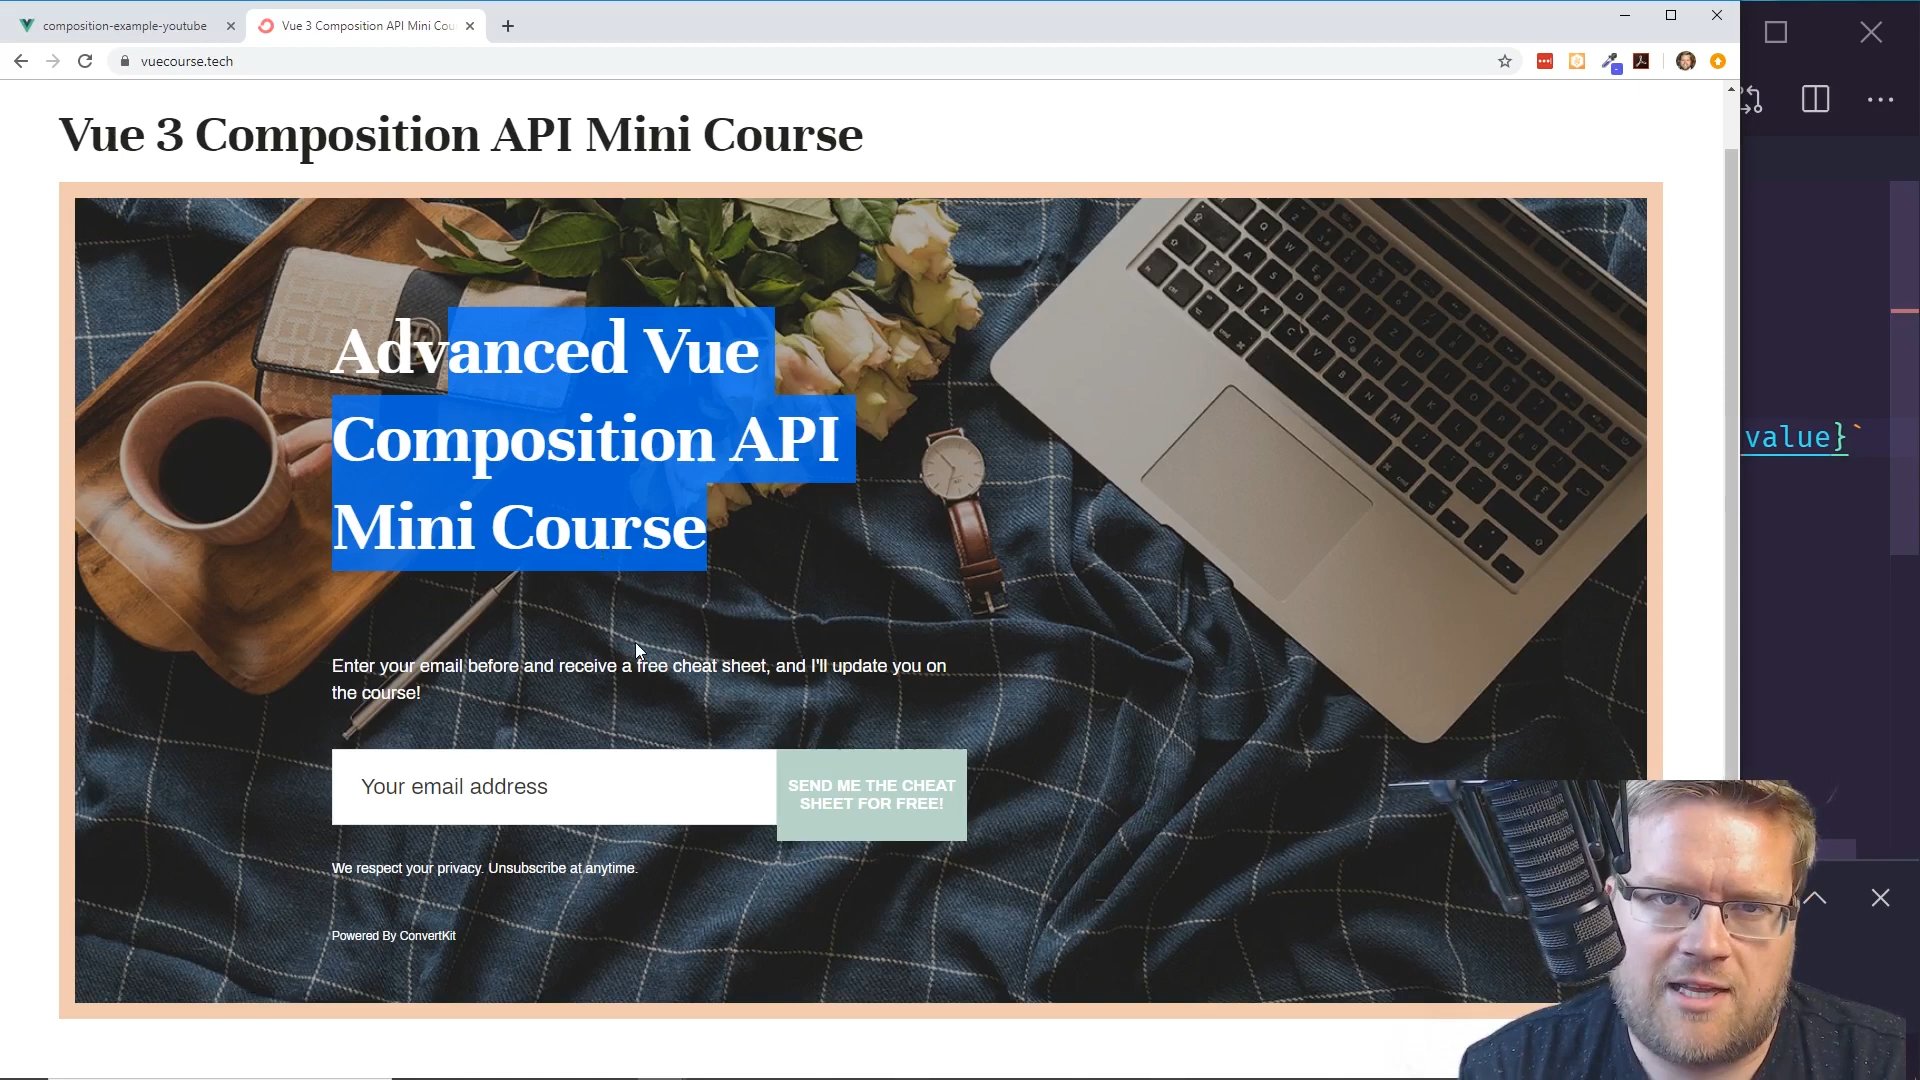 composition-example-youtube
Vue 3 Composition API Mini Cou
vuecourse.tech
Vue 3 Composition API Mini Course
Advanced Vue
Composition API
Mini Course
value}`
Enter your email before and receive a free cheat sheet, and I'll update you on
the course!
Your email address
SEND ME THE CHEAT
SHEET FOR FREE!
We respect your privacy. Unsubscribe at anytime.
Powered By ConvertKit